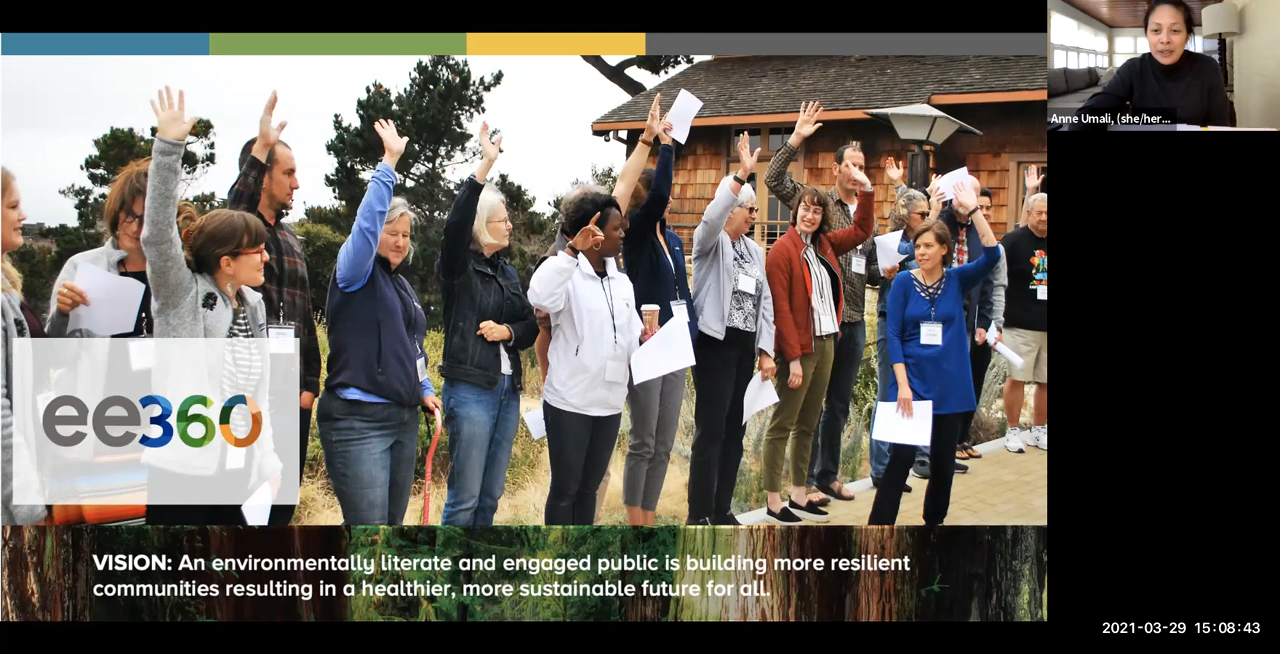 Anne Umali, (she/her...
ee360
VISION: An environmentally literate and engaged public is building more resilient
communities resulting in a healthier, more sustainable future for all.
2021-03-29 15:08:43